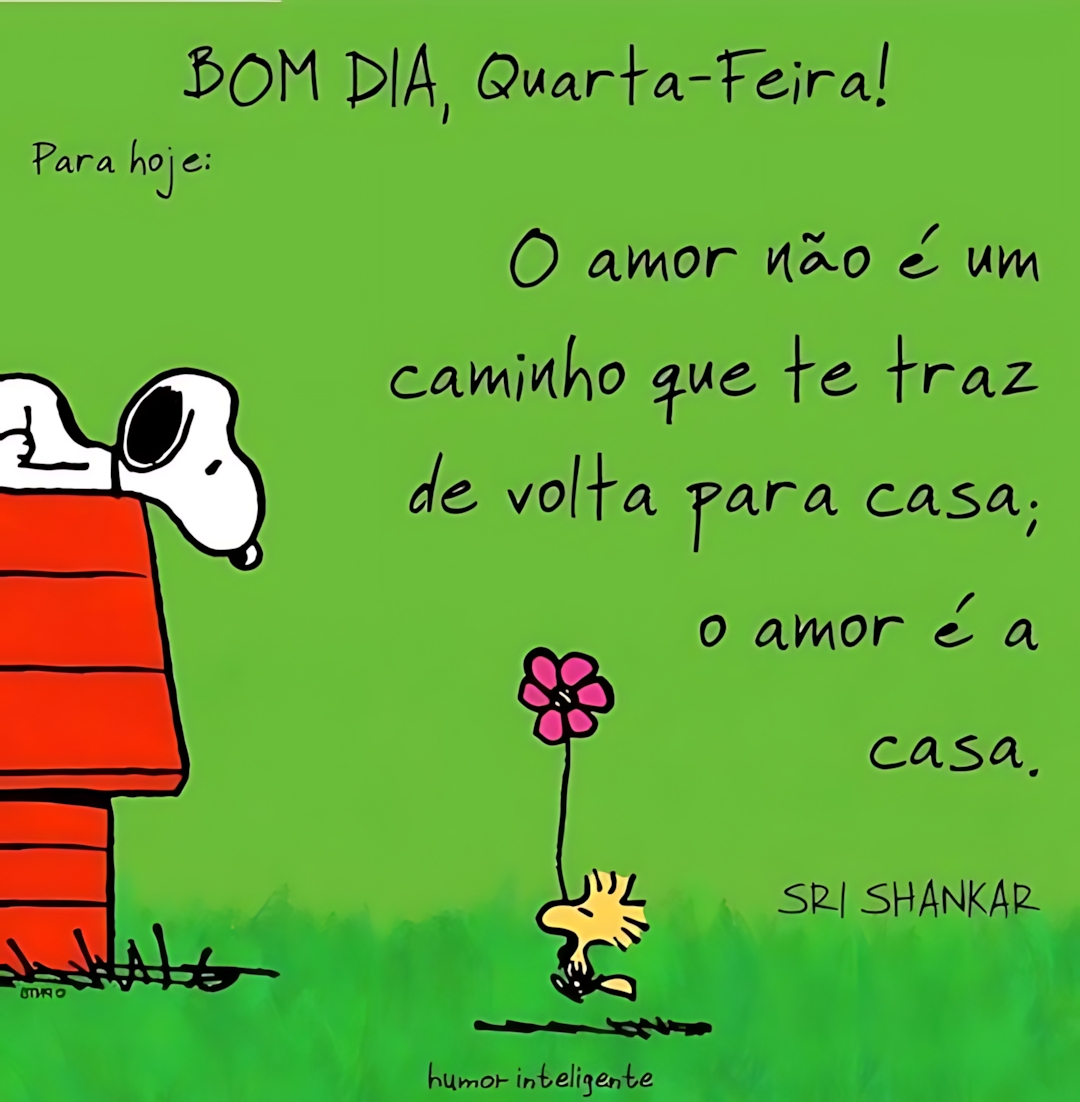 BOM DIA, Quarta-Feira!
Para hoje:
O amor não é um
caminho que te traz
de volta para casa;
o amor é a
casa.
SRI SHANKAR
humor inteligente